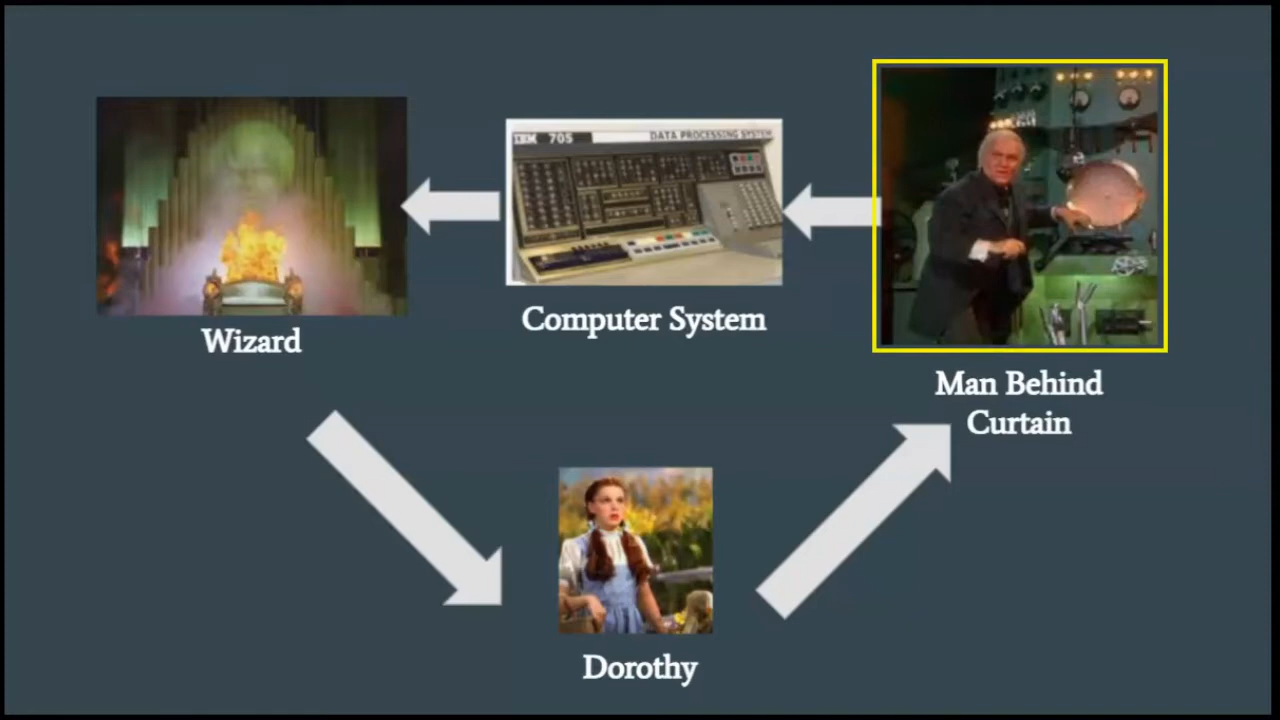 IBM 705 DATA PROCESSING SYSTEM
Wizard
Computer System
Man Behind
Curtain
Dorothy